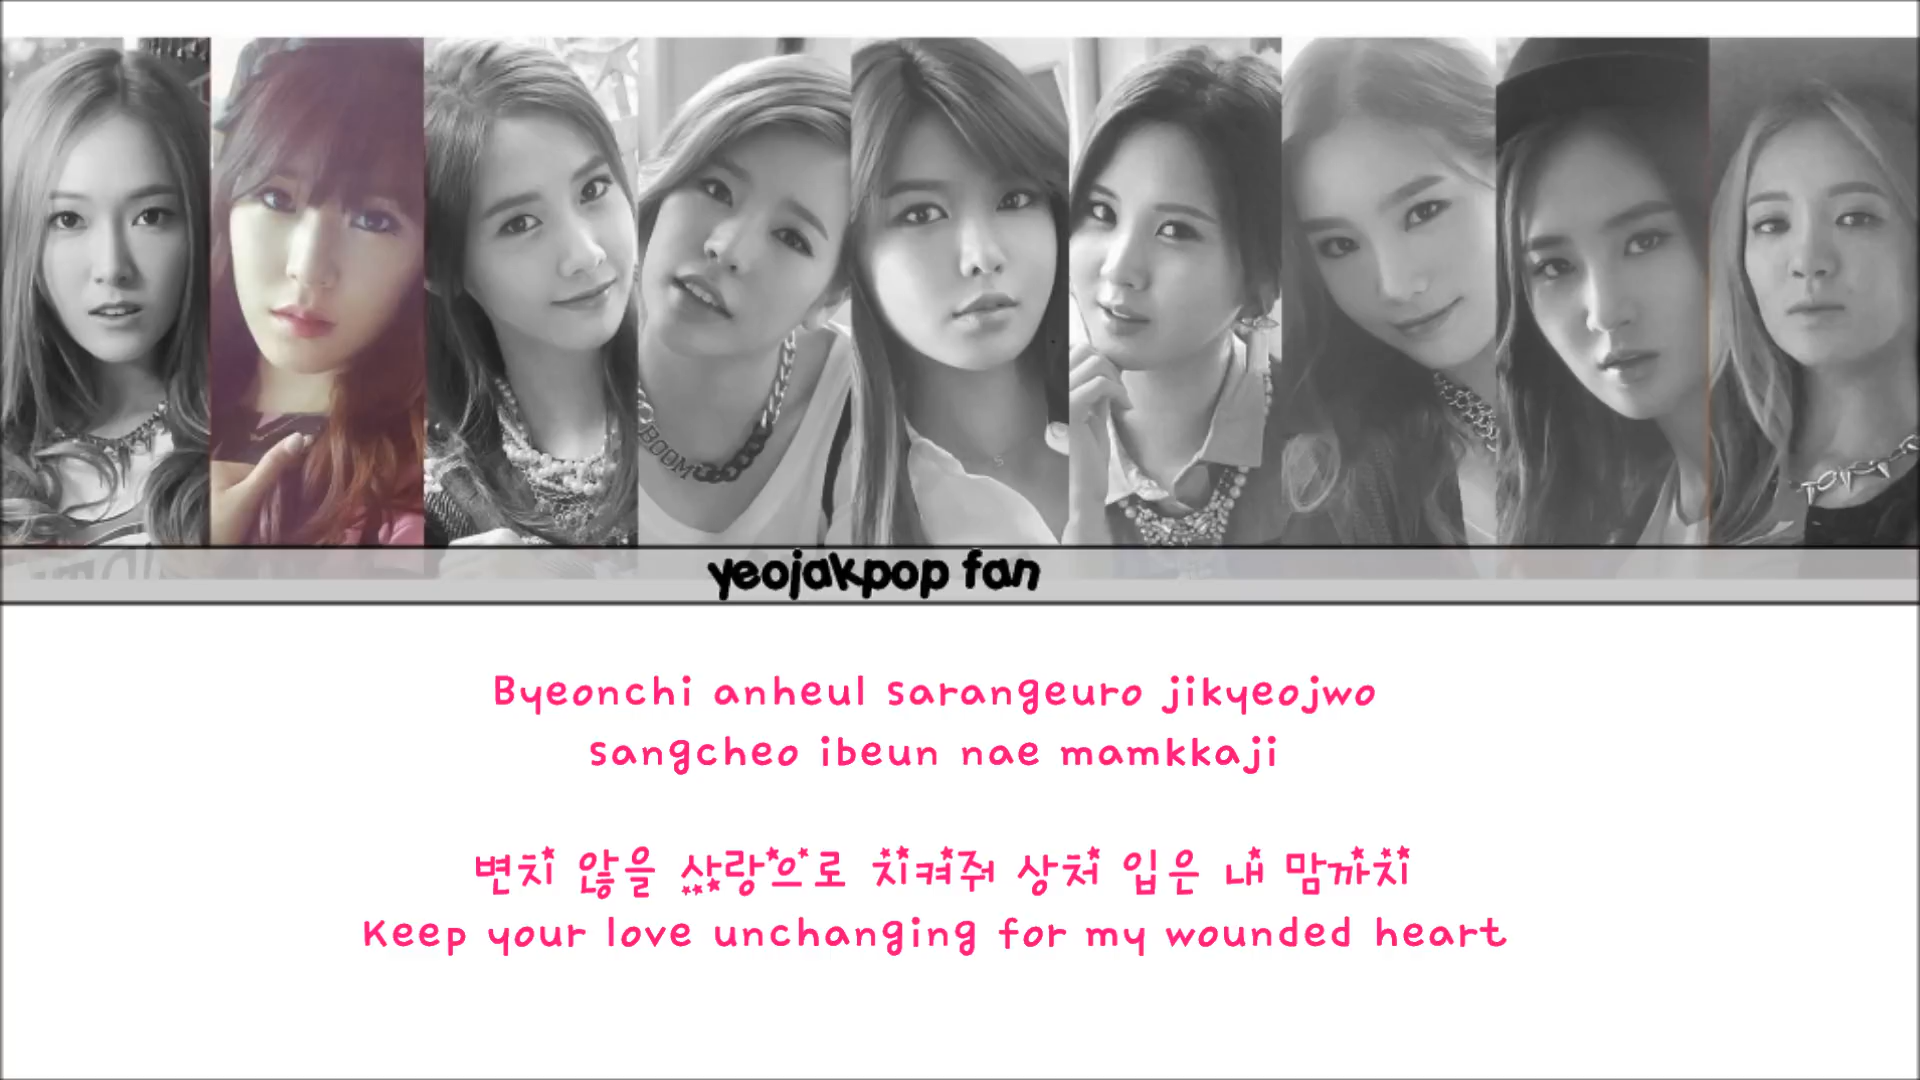 BOOM
yeojakpop fan
Byeonchi anheul sarangeuro jikyeojwo
sangcheo ibeun nae mamkkaji
변치 않을 사랑으로 지켜줘 상처 입은 내 맘까지
Keep your love unchanging for my wounded heart